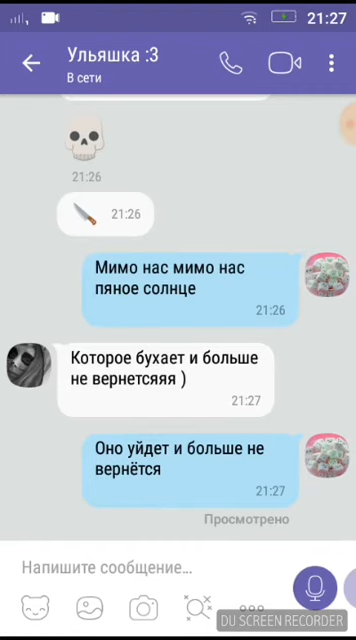 21:27
Ульяшка :3
В сети
21:26
21:26
Мимо нас мимо нас
пяное солнце
21:26
Которое бухает и больше
не вернетсяяя )
21:27
Оно уйдет и больше не
вернётся
21:27
Просмотрено
Напишите сообщение...
DU SCREEN RECORDER